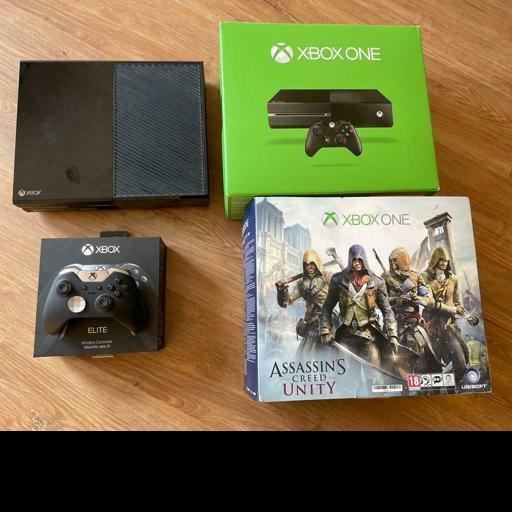 XBOX ONE
XBOX
XBOX
ELITE
Wireless Controller
Manette sans fil
XBOX ONE
ASSASSIN'S
CREED
UNITY
18
UBISOFT